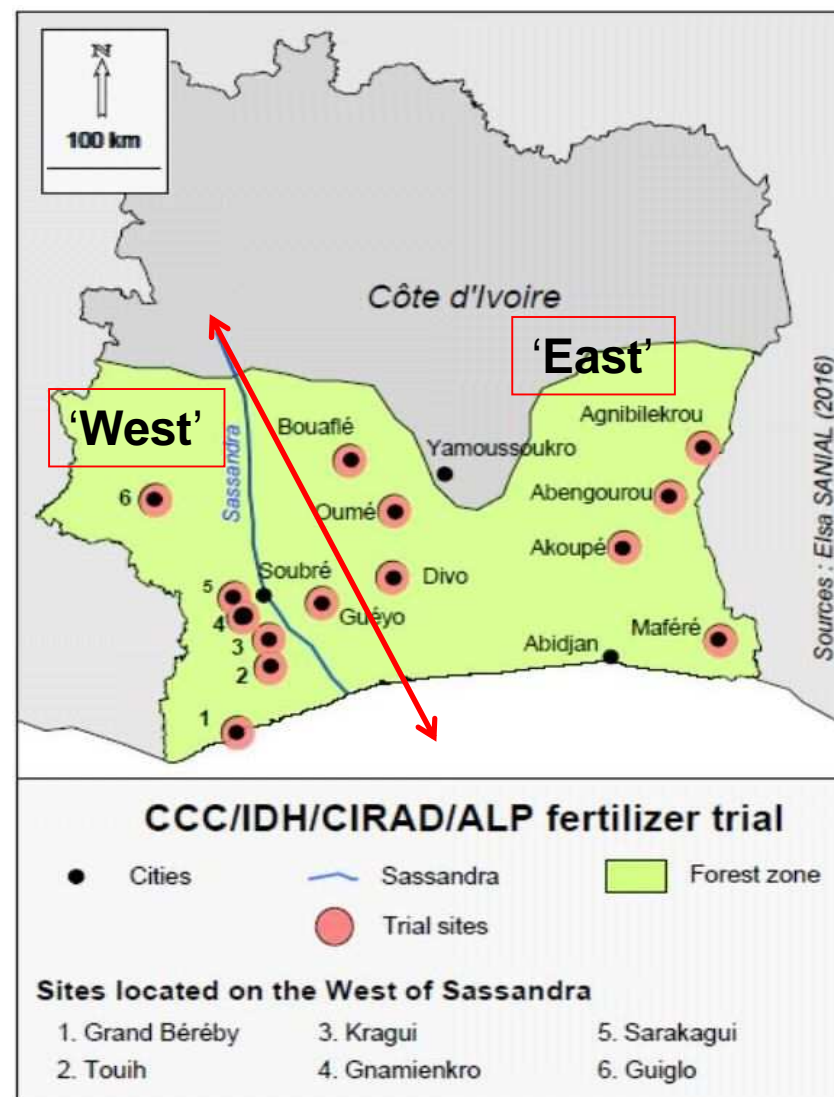 N
100 km
Côte d'Ivoire
'East'
'West'
Agnibilekrou
Bouaflé
Yamoussoukro
Sassandra
6
Abengourou
Oumé
Akoupé
Soubré
Divo
5
Guéyo
4
3
Maféré
Abidjan
2
1
Sources : Elsa SANIAL (2016)
CCC/IDH/CIRAD/ALP fertilizer trial
Cities
Sassandra
Forest zone
Trial sites
Sites located on the West of Sassandra
1. Grand Béréby 3. Kragui 5. Sarakagui
2. Touih 4. Gnamienkro 6. Guiglo